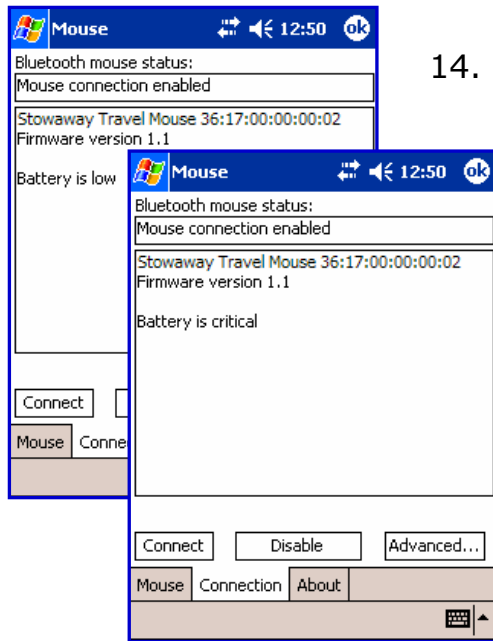 Mouse 12:50 ok
14.
Bluetooth mouse status:
Mouse connection enabled
Stowaway Travel Mouse 36:17:00:00:00:02
Firmware version 1.1
Battery is low
Connect
Mouse Conne
Mouse 12:50 ok
Bluetooth mouse status:
Mouse connection enabled
Stowaway Travel Mouse 36:17:00:00:00:02
Firmware version 1.1
Battery is critical
Connect Disable Advanced...
Mouse Connection About